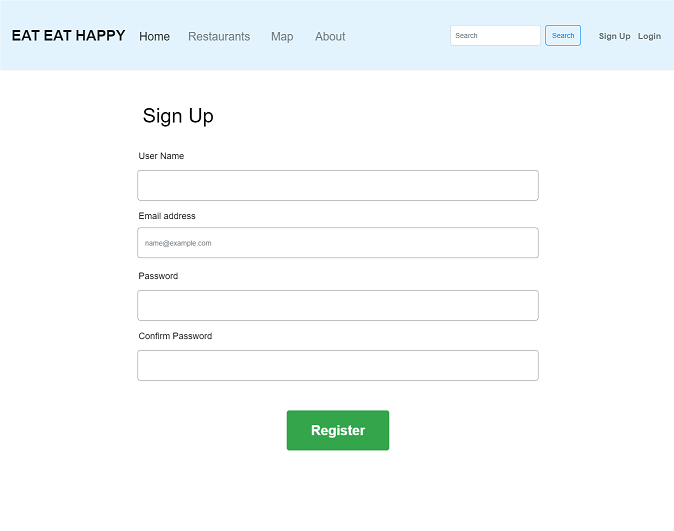 EAT EAT HAPPY Home Restaurants Map About Search Search Sign Up Login
Sign Up
User Name
Email address
name@example.com
Password
Confirm Password
Register